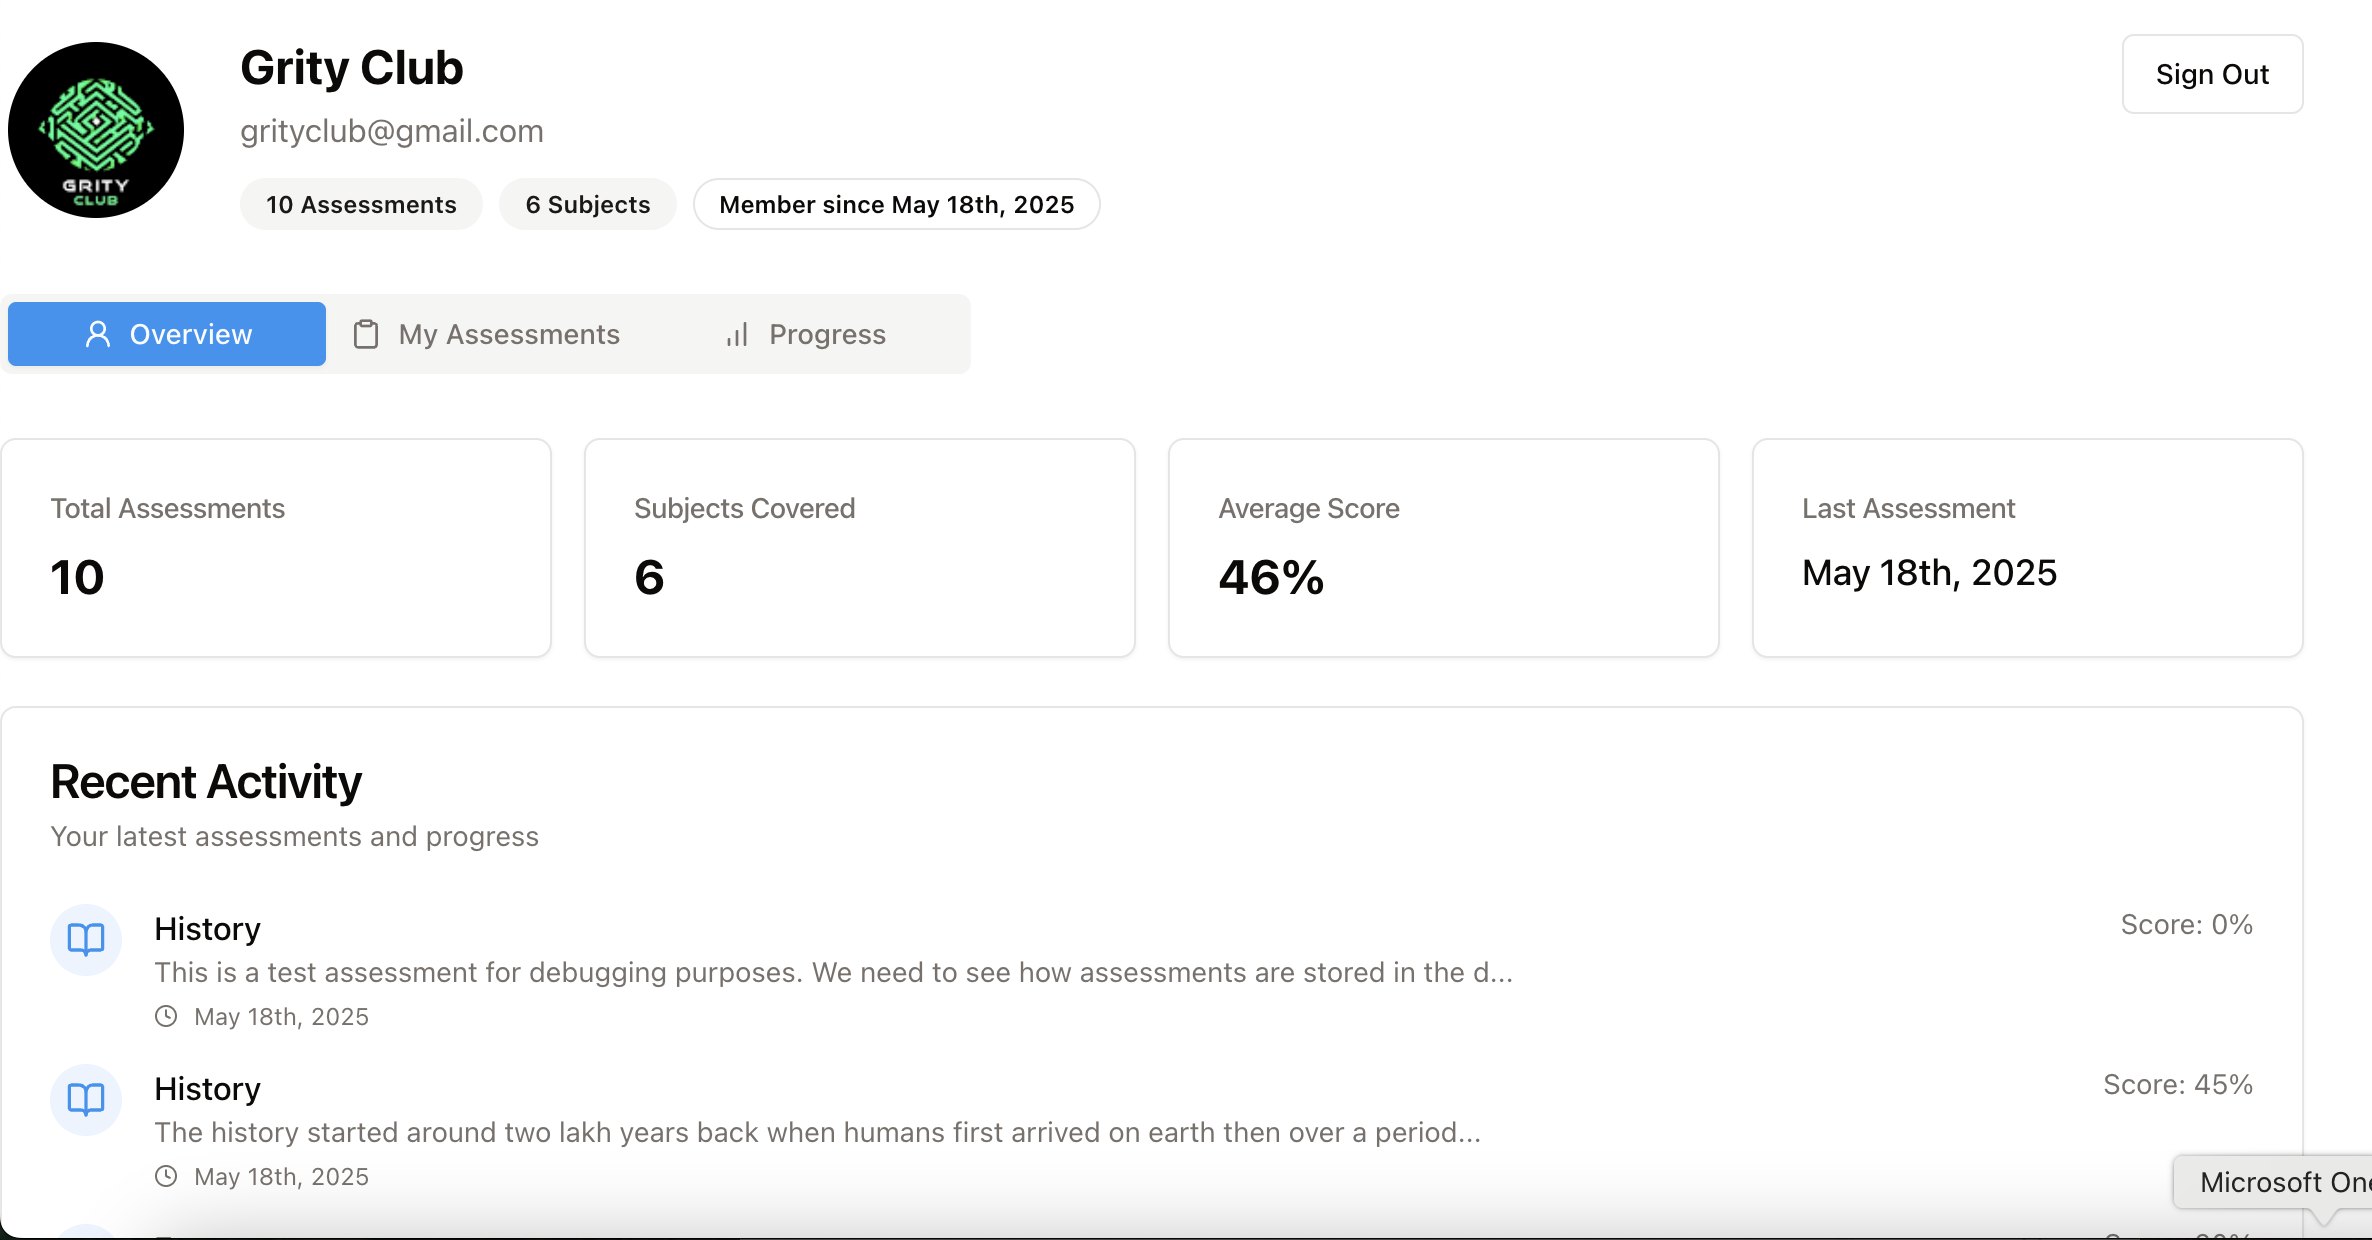 GRITY
CLUB
Grity Club
grityclub@gmail.com
10 Assessments
6 Subjects
Member since May 18th, 2025
Sign Out
Overview
My Assessments
Progress
Total Assessments
10
Subjects Covered
6
Average Score
46%
Last Assessment
May 18th, 2025
Recent Activity
Your latest assessments and progress
History
Score: 0%
This is a test assessment for debugging purposes. We need to see how assessments are stored in the d...
May 18th, 2025
History
Score: 45%
The history started around two lakh years back when humans first arrived on earth then over a period...
May 18th, 2025
Microsoft One